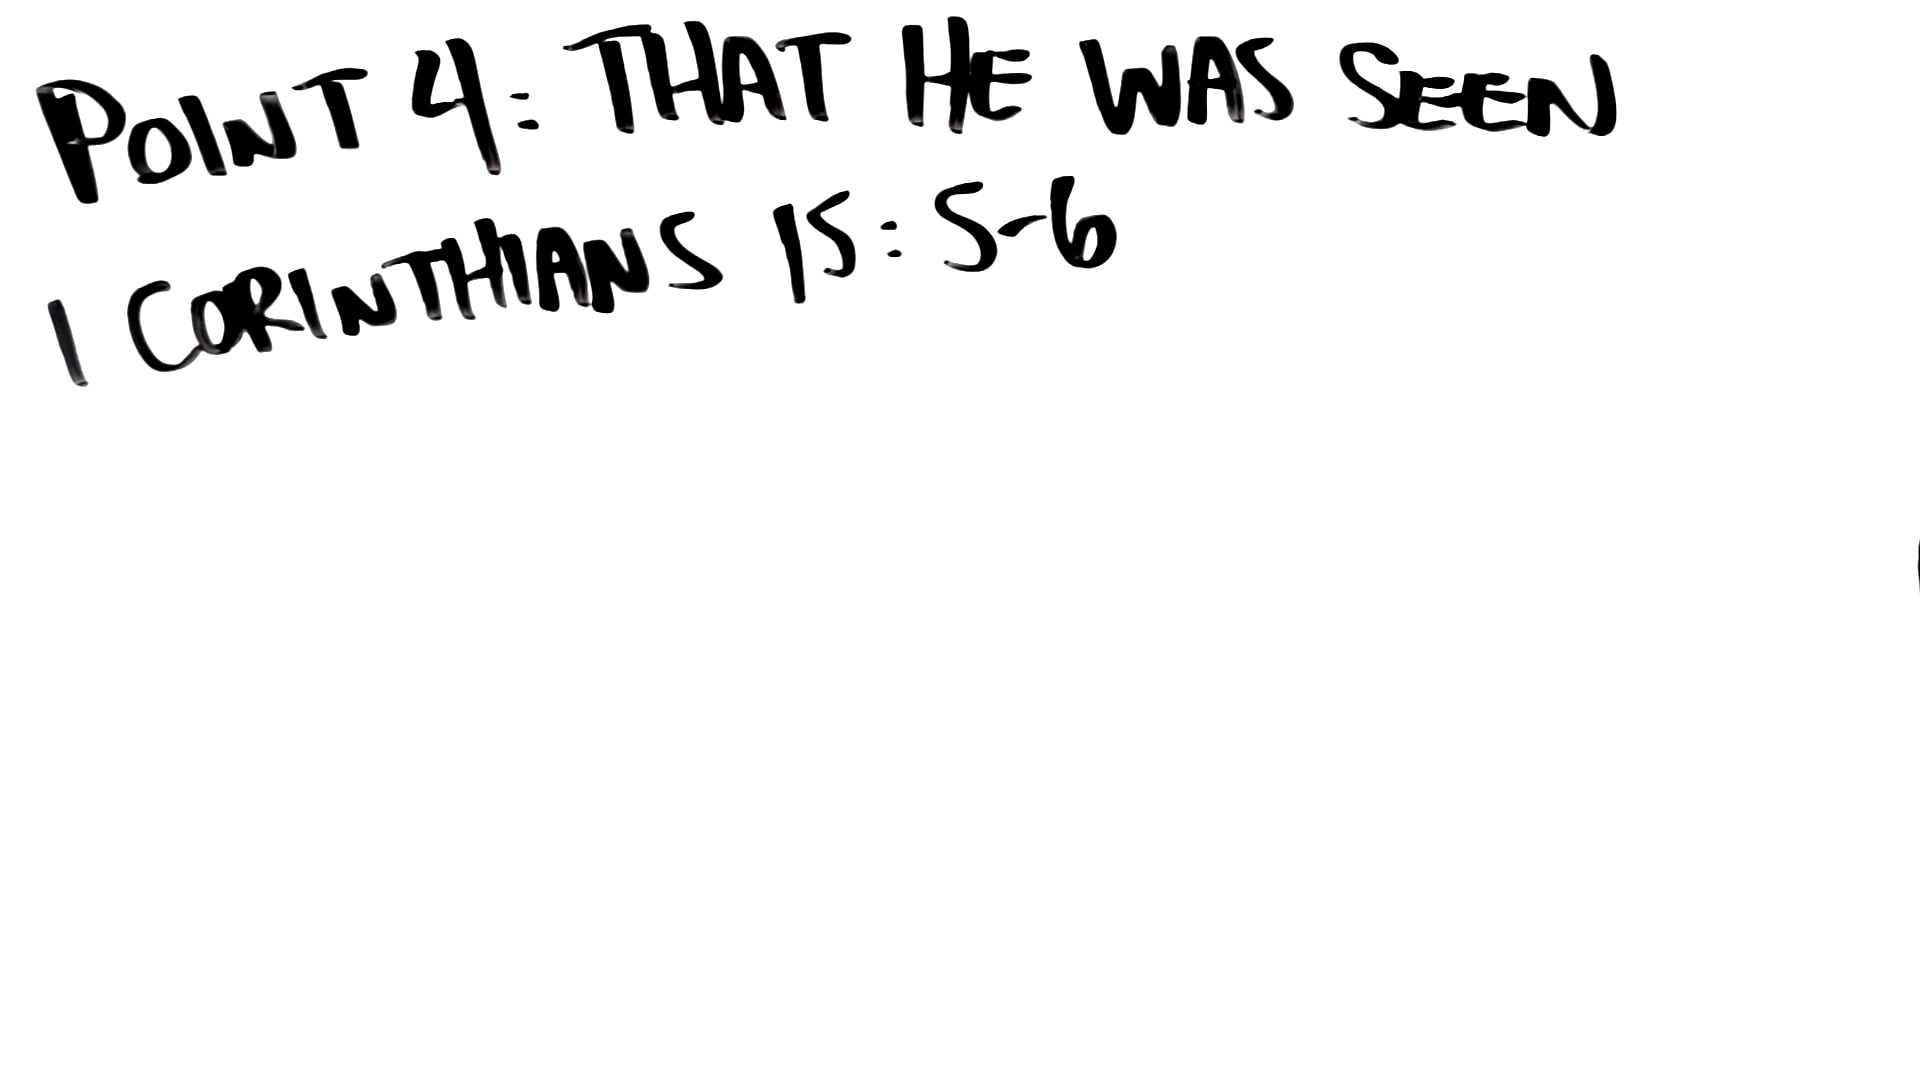 POINT 4: THAT HE WAS SEEN
1 CORINTHIANS 15:5-6